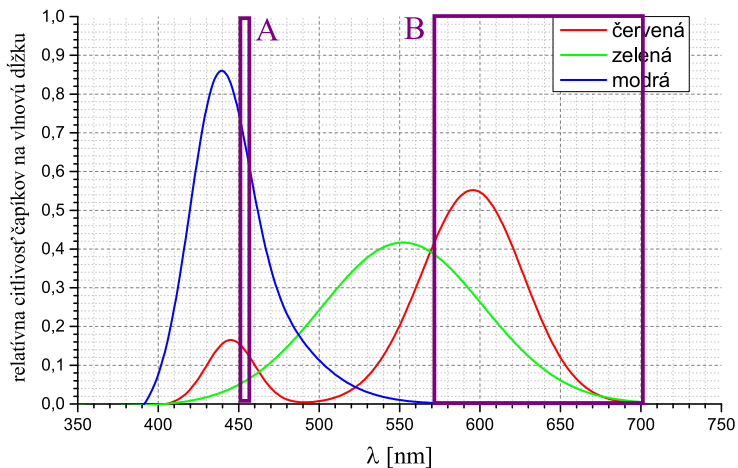 relatívna citlivosť čapíkov na vlnovú dĺžku
1,0
0,9
0,8
0,7
0,6
0,5
0,4
0,3
0,2
0,1
0,0
A
B
červená
zelená
modrá
350 400 450 500 550 600 650 700 750
λ [nm]